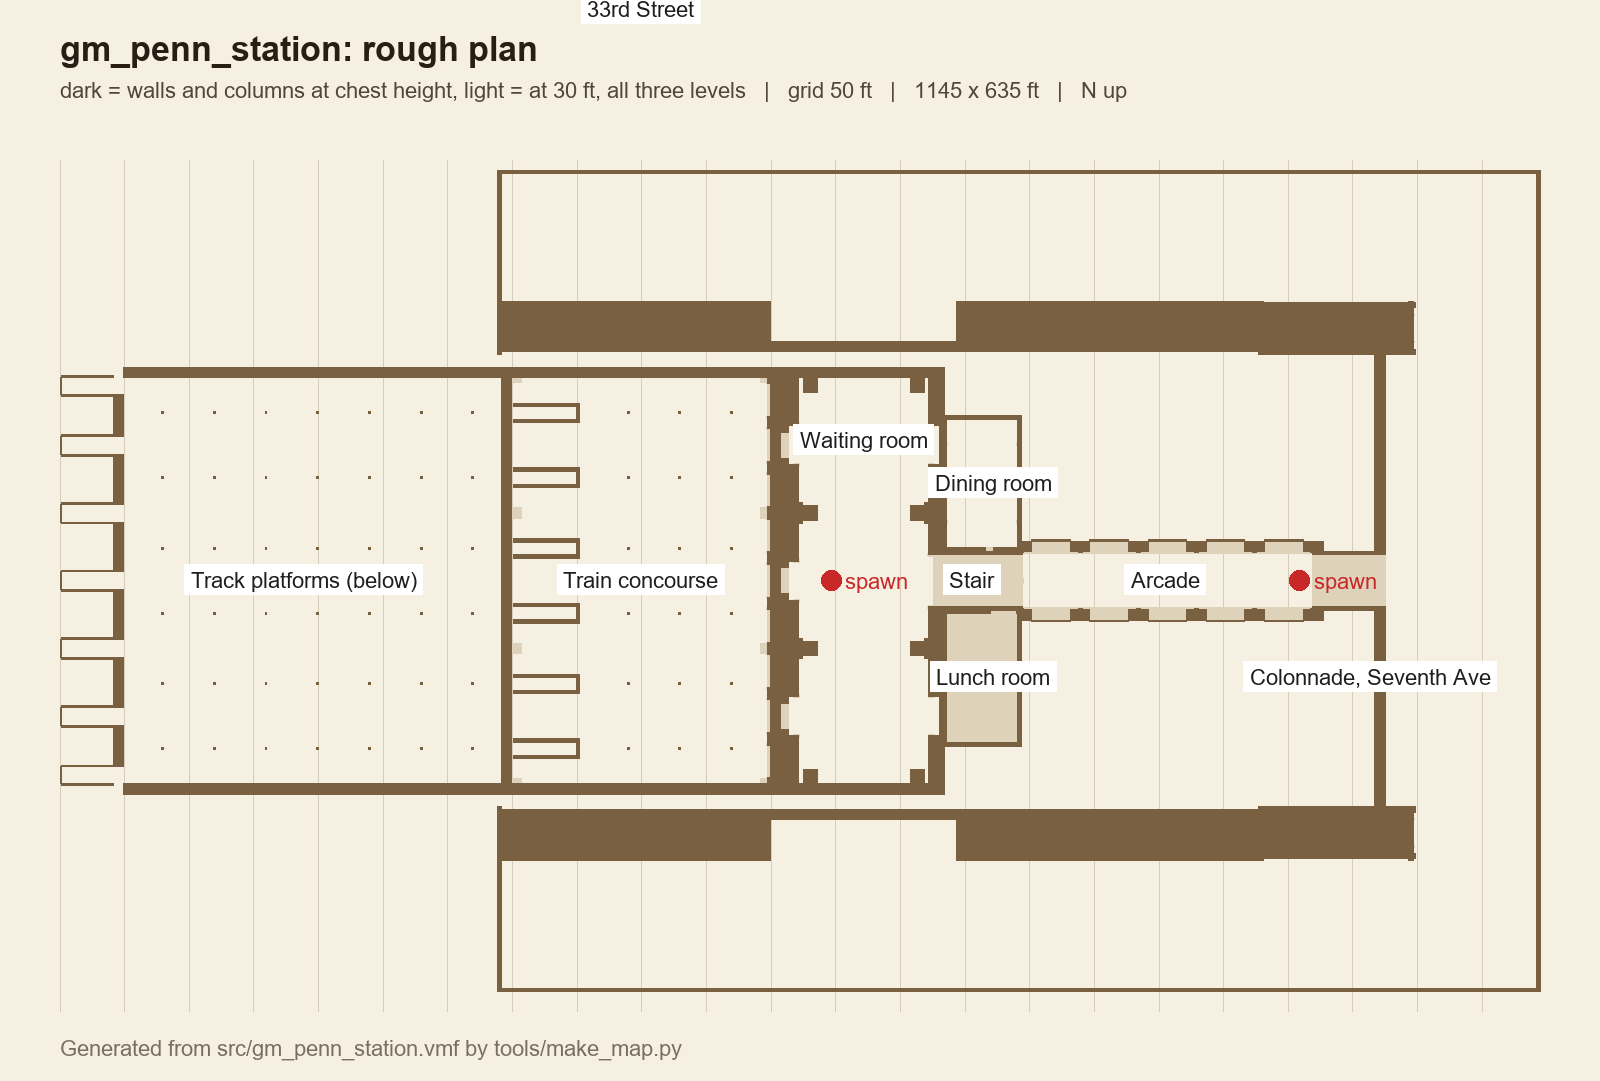 33rd Street
gm_penn_station: rough plan
dark = walls and columns at chest height, light = at 30 ft, all three levels | grid 50 ft | 1145 x 635 ft | N up
Waiting room
Dining room
Track platforms (below)
Train concourse
spawn
Stair
Arcade
spawn
Lunch room
Colonnade, Seventh Ave
Generated from src/gm_penn_station.vmf by tools/make_map.py